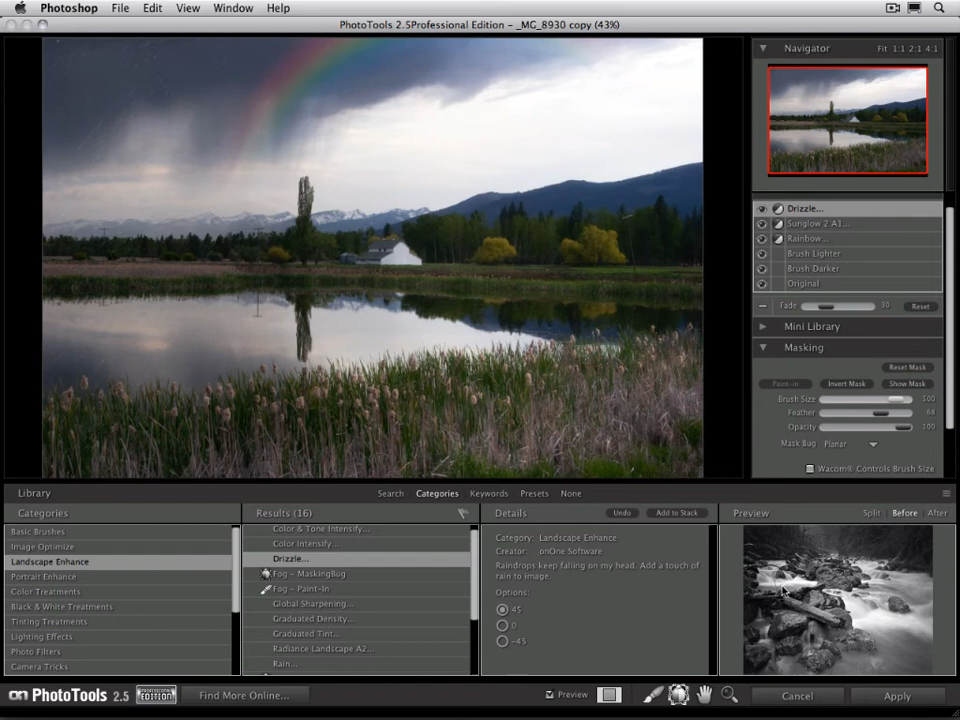 Photoshop File Edit View Window Help
PhotoTools 2.5Professional Edition - _MG_8930 copy (43%)
Navigator Fit 1:1 2:1 4:1
Drizzle...
Sunglow 2 A1...
Rainbow...
Brush Lighter
Brush Darker
Original
Fade 30 Reset
Mini Library
Masking
Reset Mask
Paint-in Invert Mask Show Mask
Brush Size 500
Feather 68
Opacity 100
Mask Bug Planar
Wacom® Controls Brush Size
Library Search Categories Keywords Presets None
Categories
Basic Brushes
Image Optimize
Landscape Enhance
Portrait Enhance
Color Treatments
Black & White Treatments
Tinting Treatments
Lighting Effects
Photo Filters
Camera Tricks
Results (16)
Color & Tone Intensify...
Color Intensify...
Drizzle...
Fog - MaskingBug
Fog - Paint-In
Global Sharpening...
Graduated Density...
Graduated Tint...
Radiance Landscape A2...
Rain...
Details Undo Add to Stack
Category: Landscape Enhance
Creator: onOne Software
Raindrops keep falling on my head. Add a touch of
rain to image.
Options:
45
0
-45
Preview Split Before After
on PhotoTools 2.5 PROFESSIONAL EDITION Find More Online... Preview Cancel Apply